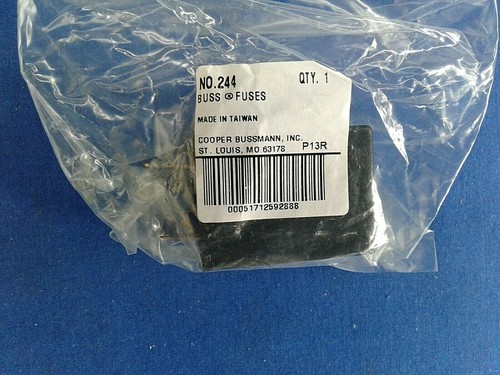 NO.244 QTY. 1
BUSS FUSES
MADE IN TAIWAN
COOPER BUSSMANN, INC.
ST. LOUIS, MO 63178 P13R
00051712592888